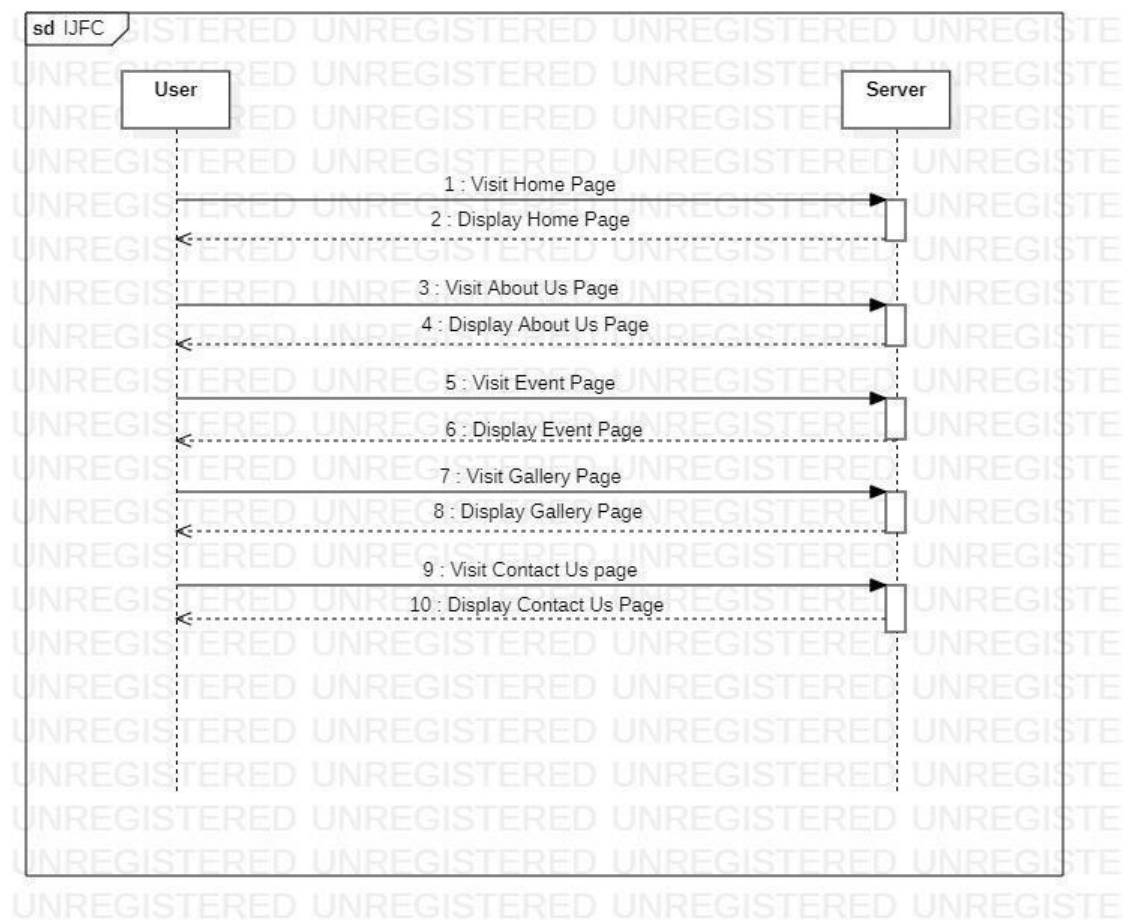 sd IJFC
User
Server
1 : Visit Home Page
2 : Display Home Page
3 : Visit About Us Page
4 : Display About Us Page
5 : Visit Event Page
6 : Display Event Page
7 : Visit Gallery Page
8 : Display Gallery Page
9 : Visit Contact Us page
10 : Display Contact Us Page
UNREGISTERED